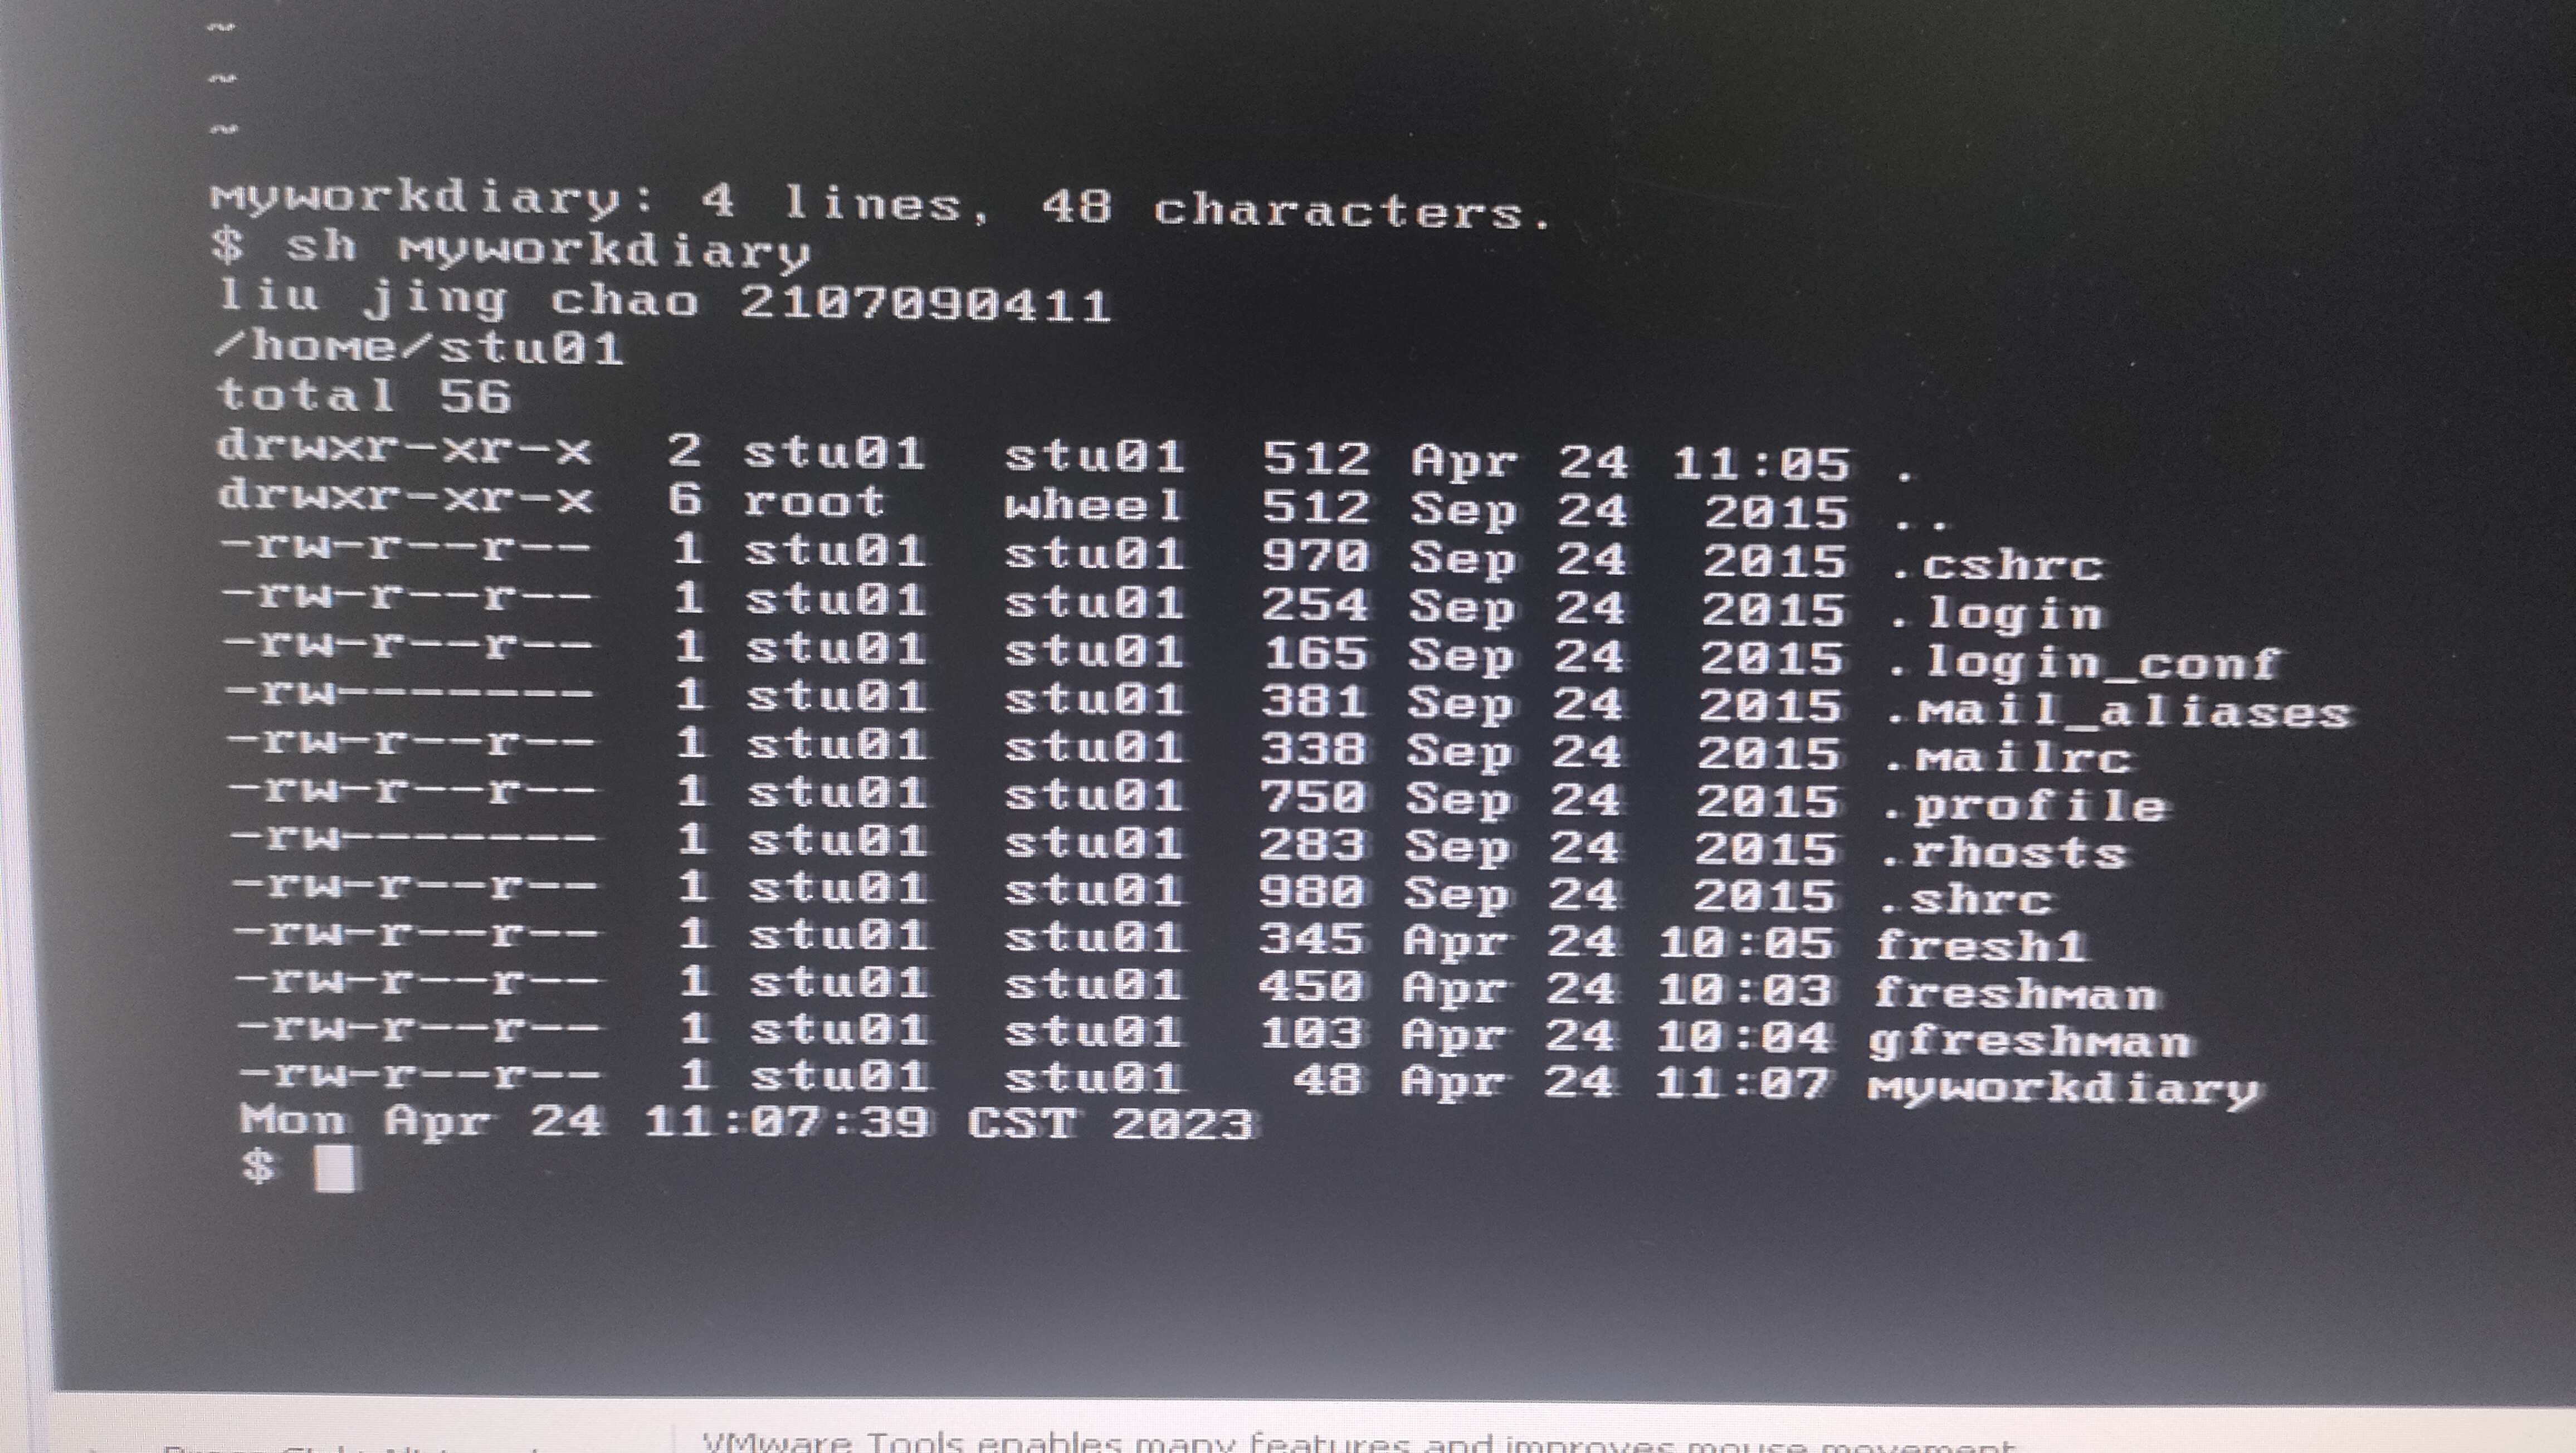 ~
~
~
myworkdiary: 4 lines, 48 characters.
$ sh myworkdiary
liu jing chao 2107090411
/home/stu01
total 56
drwxr-xr-x  2 stu01  stu01  512 Apr 24 11:05 .
drwxr-xr-x  6 root   wheel  512 Sep 24  2015 ..
-rw-r--r--  1 stu01  stu01  970 Sep 24  2015 .cshrc
-rw-r--r--  1 stu01  stu01  254 Sep 24  2015 .login
-rw-r--r--  1 stu01  stu01  165 Sep 24  2015 .login_conf
-rw-------  1 stu01  stu01  381 Sep 24  2015 .mail_aliases
-rw-r--r--  1 stu01  stu01  338 Sep 24  2015 .mailrc
-rw-r--r--  1 stu01  stu01  750 Sep 24  2015 .profile
-rw-------  1 stu01  stu01  283 Sep 24  2015 .rhosts
-rw-r--r--  1 stu01  stu01  980 Sep 24  2015 .shrc
-rw-r--r--  1 stu01  stu01  345 Apr 24 10:05 fresh1
-rw-r--r--  1 stu01  stu01  450 Apr 24 10:03 freshman
-rw-r--r--  1 stu01  stu01  103 Apr 24 10:04 gfreshman
-rw-r--r--  1 stu01  stu01   48 Apr 24 11:07 myworkdiary
Mon Apr 24 11:07:39 CST 2023
$
VMware Tools enables many features and improves mouse movement